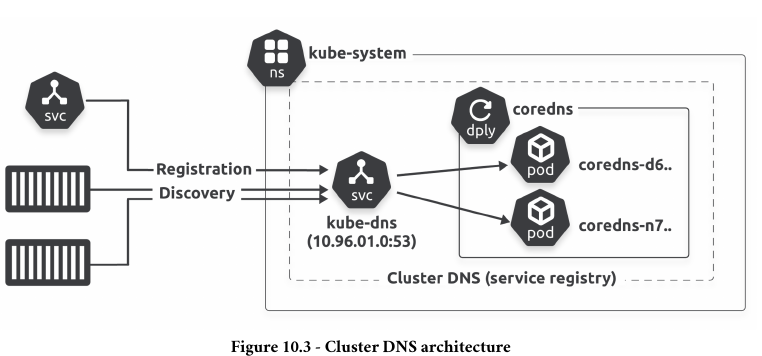 kube-system
ns
svc
coredns
dply
Registration
Discovery
svc
kube-dns
(10.96.01.0:53)
pod
coredns-d6..
pod
coredns-n7..
Cluster DNS (service registry)
Figure 10.3 - Cluster DNS architecture